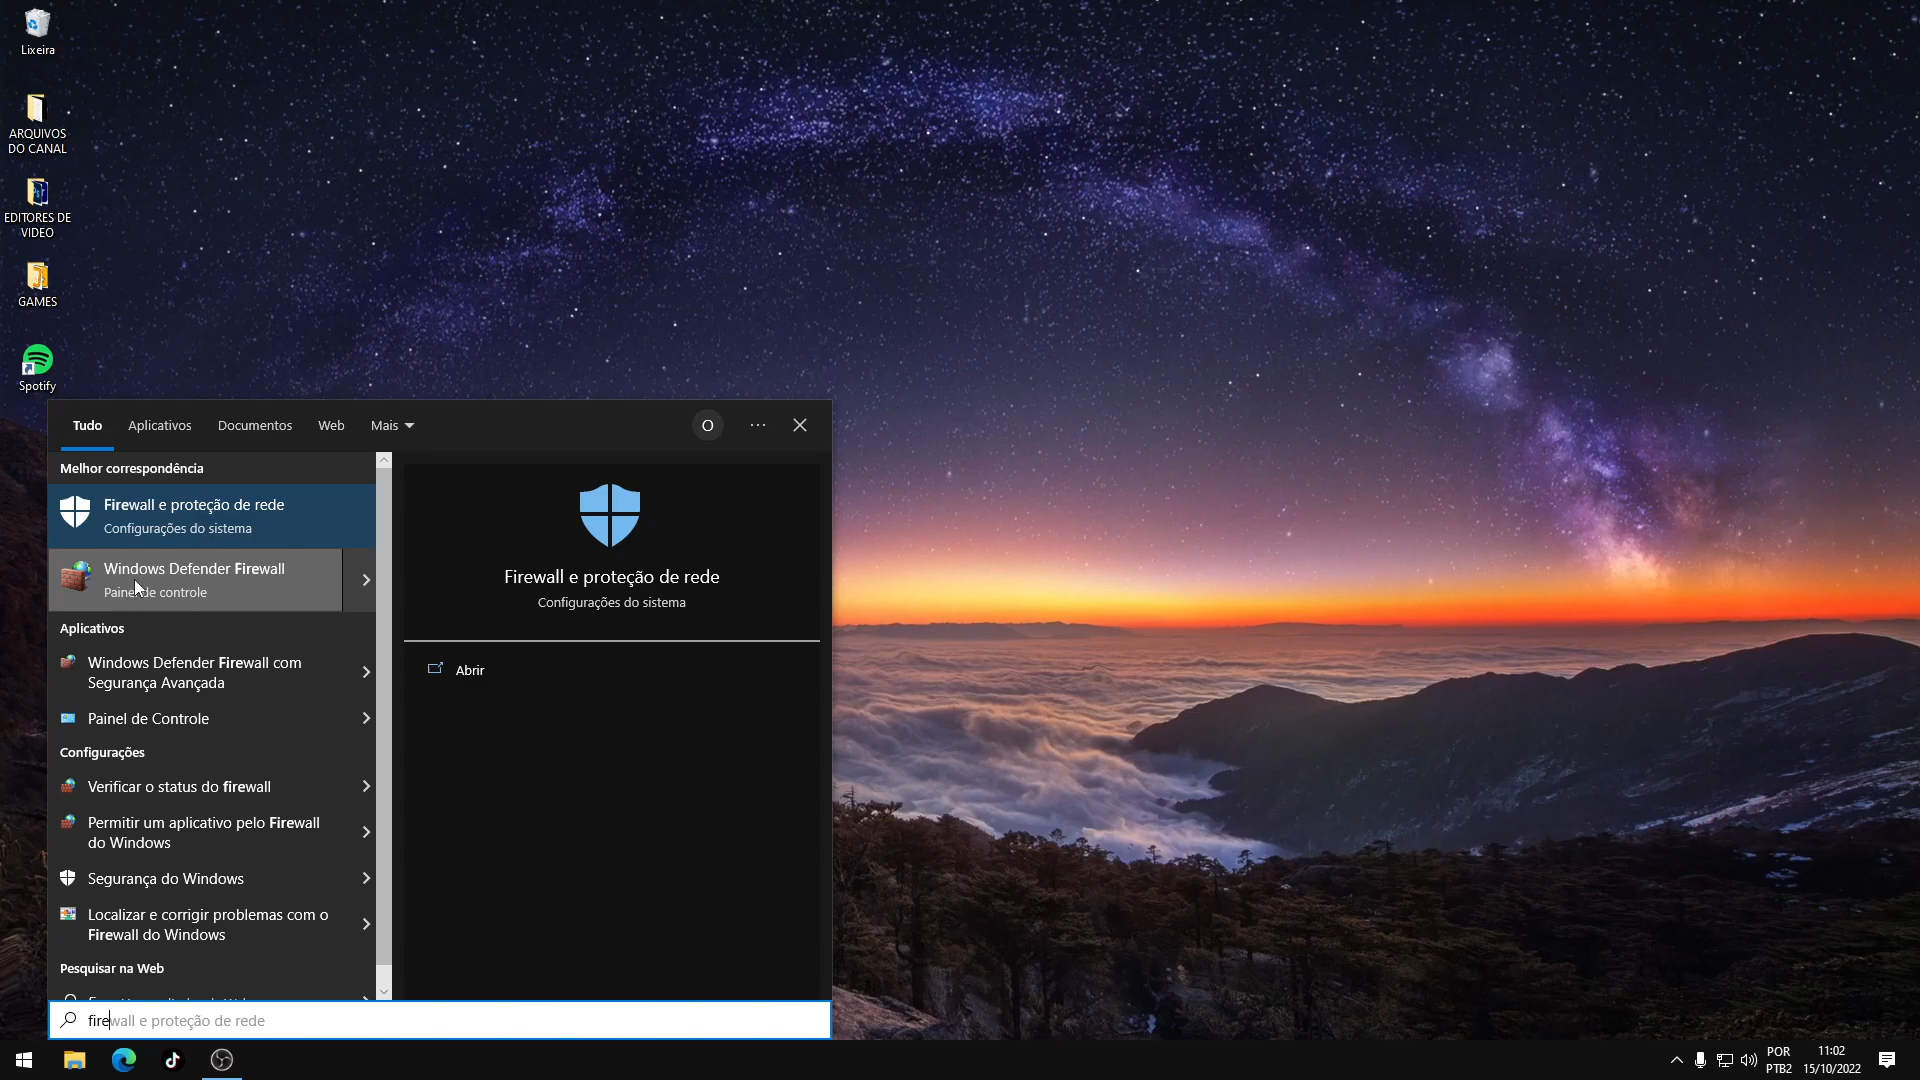 Lixeira
ARQUIVOS
DO CANAL
EDITORES DE
VIDEO
GAMES
Spotify
Tudo
Aplicativos
Documentos
Web
Mais
O
Melhor correspondência
Firewall e proteção de rede
Configurações do sistema
Windows Defender Firewall
Painel de controle
Aplicativos
Windows Defender Firewall com
Segurança Avançada
Painel de Controle
Configurações
Verificar o status do firewall
Permitir um aplicativo pelo Firewall
do Windows
Segurança do Windows
Localizar e corrigir problemas com o
Firewall do Windows
Pesquisar na Web
Firewall e proteção de rede
Configurações do sistema
Abrir
firewall e proteção de rede
POR
PTB2
11:02
15/10/2022